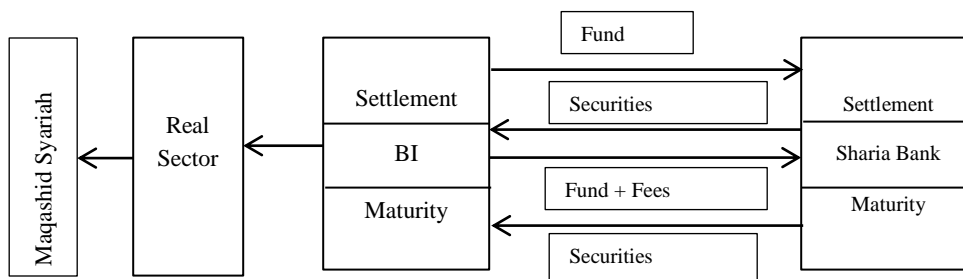 Maqashid Syariah
Real
Sector
Settlement
BI
Maturity
Fund
Securities
Fund + Fees
Securities
Settlement
Sharia Bank
Maturity